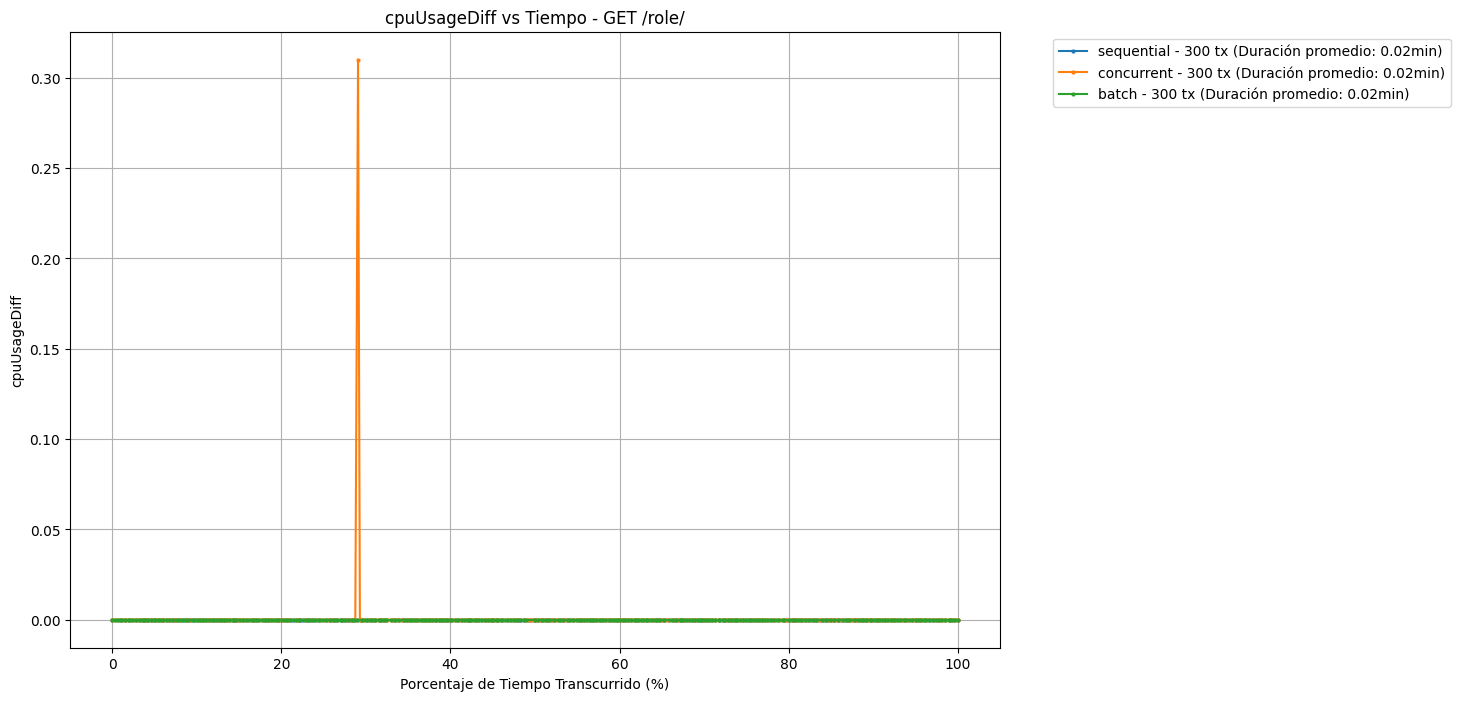 cpuUsageDiff vs Tiempo - GET /role/
sequential - 300 tx (Duración promedio: 0.02min)
concurrent - 300 tx (Duración promedio: 0.02min)
batch - 300 tx (Duración promedio: 0.02min)
cpuUsageDiff
0.30
0.25
0.20
0.15
0.10
0.05
0.00
0 20 40 60 80 100
Porcentaje de Tiempo Transcurrido (%)